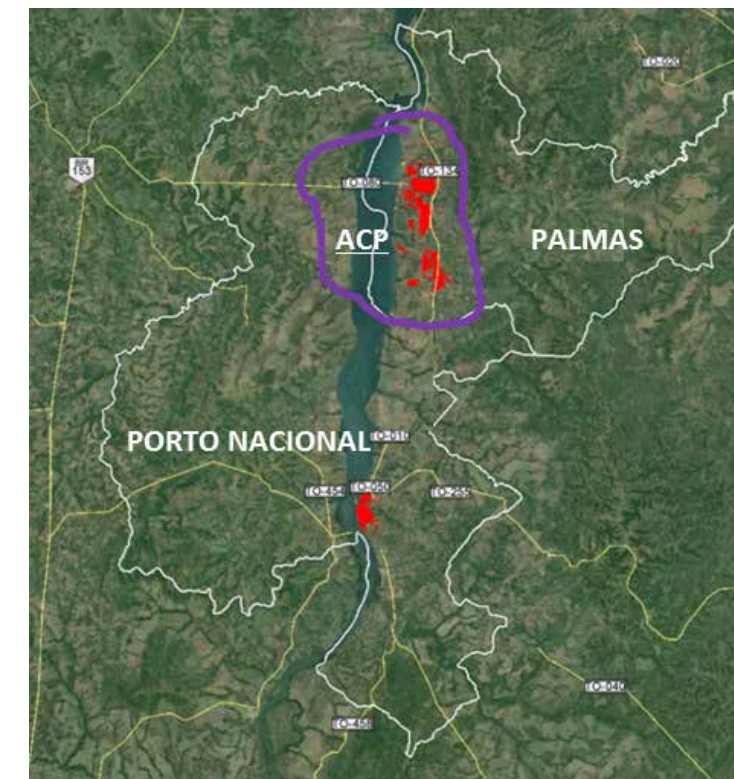 TO-020
BR
153
TO-080
TO-134
ACP
PALMAS
PORTO NACIONAL
TO-010
TO-454
TO-050
TO-255
TO-040
TO-458